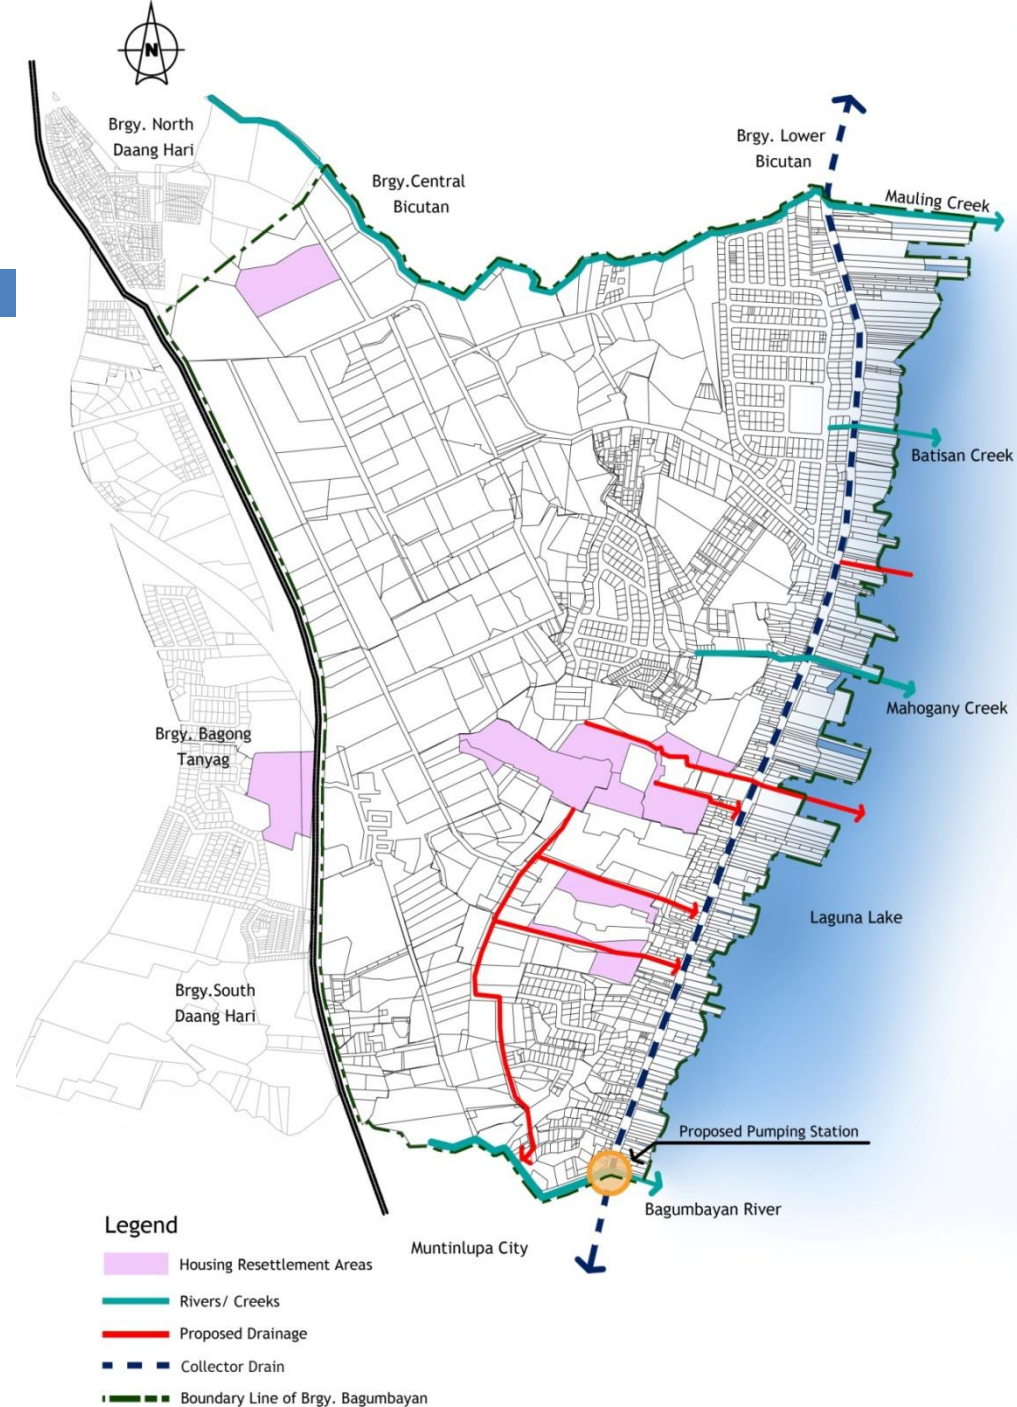 N
Brgy. North
Daang Hari
Brgy. Lower
Bicutan
Brgy.Central
Bicutan
Mauling Creek
Batisan Creek
Mahogany Creek
Brgy. Bagong
Tanyag
Laguna Lake
Brgy.South
Daang Hari
Proposed Pumping Station
Bagumbayan River
Muntinlupa City
Legend
Housing Resettlement Areas
Rivers/ Creeks
Proposed Drainage
Collector Drain
Boundary Line of Brgy. Bagumbayan